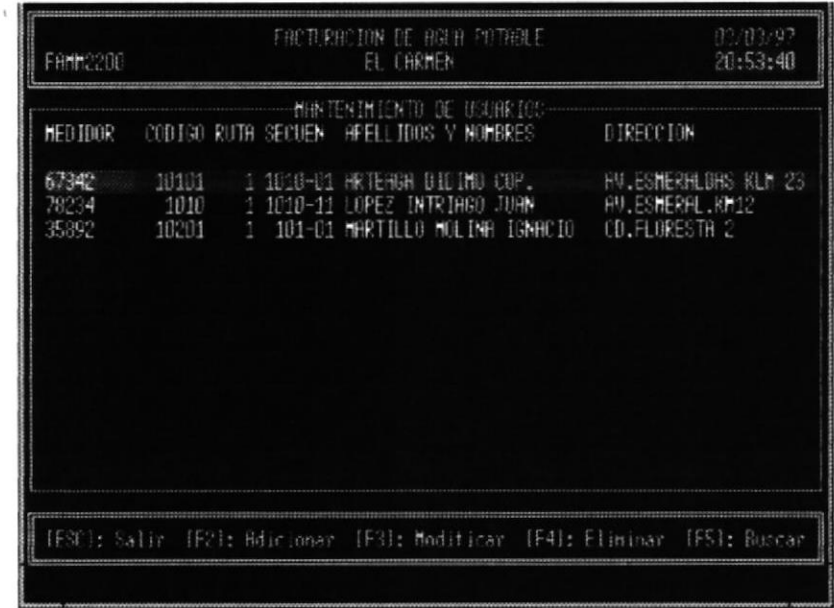 FACTURACION DE AGUA POTABLE 03/03/97
FAMM2200 EL CARMEN 20:53:40
MANTENIMIENTO DE USUARIOS
MEDIDOR CODIGO RUTA SECUEN APELLIDOS Y NOMBRES DIRECCION
67342 10101 1 1010-01 ARTEAGA DIDIMO COP. AV.ESMERALDAS KLM 23
78234 1010 1 1010-11 LOPEZ INTRIAGO JUAN AV.ESMERAL.KM12
35892 10201 1 101-01 MARTILLO MOLINA IGNACIO CD.FLORESTA 2
[ESC]: Salir [F2]: Adicionar [F3]: Modificar [F4]: Eliminar [F5]: Buscar